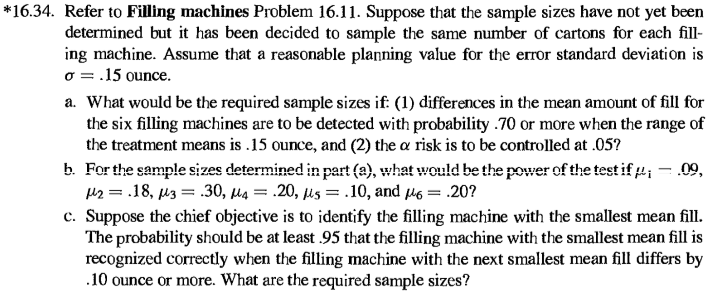 *16.34. Refer to Filling machines Problem 16.11. Suppose that the sample sizes have not yet been
determined but it has been decided to sample the same number of cartons for each fill-
ing machine. Assume that a reasonable planning value for the error standard deviation is
σ = .15 ounce.
a. What would be the required sample sizes if: (1) differences in the mean amount of fill for
the six filling machines are to be detected with probability .70 or more when the range of
the treatment means is .15 ounce, and (2) the α risk is to be controlled at .05?
b. For the sample sizes determined in part (a), what would be the power of the test if μ₁ − .09,
μ₂ = .18, μ₃ = .30, μ₄ = .20, μ₅ = .10, and μ₆ = .20?
c. Suppose the chief objective is to identify the filling machine with the smallest mean fill.
The probability should be at least .95 that the filling machine with the smallest mean fill is
recognized correctly when the filling machine with the next smallest mean fill differs by
.10 ounce or more. What are the required sample sizes?